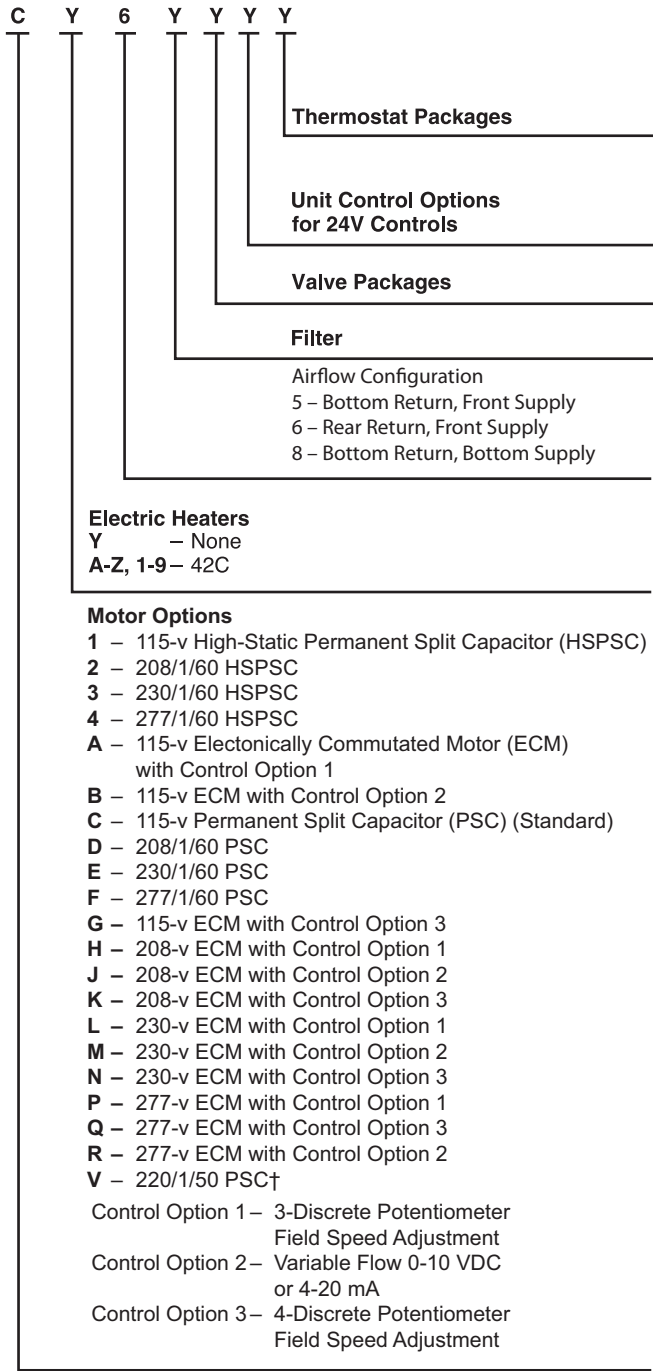 C Y 6 Y Y Y Y
Thermostat Packages
Unit Control Options
for 24V Controls
Valve Packages
Filter
Airflow Configuration
5 – Bottom Return, Front Supply
6 – Rear Return, Front Supply
8 – Bottom Return, Bottom Supply
Electric Heaters
Y – None
A-Z, 1-9 – 42C
Motor Options
1 – 115-v High-Static Permanent Split Capacitor (HSPSC)
2 – 208/1/60 HSPSC
3 – 230/1/60 HSPSC
4 – 277/1/60 HSPSC
A – 115-v Electonically Commutated Motor (ECM)
with Control Option 1
B – 115-v ECM with Control Option 2
C – 115-v Permanent Split Capacitor (PSC) (Standard)
D – 208/1/60 PSC
E – 230/1/60 PSC
F – 277/1/60 PSC
G – 115-v ECM with Control Option 3
H – 208-v ECM with Control Option 1
J – 208-v ECM with Control Option 2
K – 208-v ECM with Control Option 3
L – 230-v ECM with Control Option 1
M – 230-v ECM with Control Option 2
N – 230-v ECM with Control Option 3
P – 277-v ECM with Control Option 1
Q – 277-v ECM with Control Option 3
R – 277-v ECM with Control Option 2
V – 220/1/50 PSC†
Control Option 1 – 3-Discrete Potentiometer
Field Speed Adjustment
Control Option 2 – Variable Flow 0-10 VDC
or 4-20 mA
Control Option 3 – 4-Discrete Potentiometer
Field Speed Adjustment